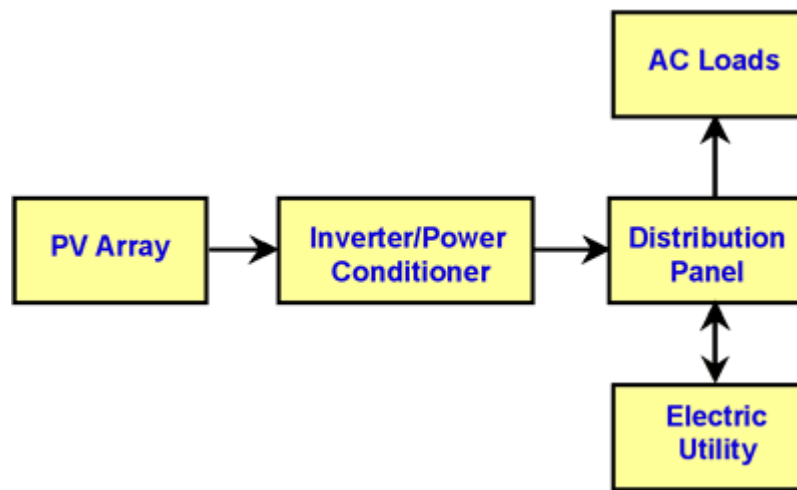 AC Loads
PV Array
Inverter/Power
Conditioner
Distribution
Panel
Electric
Utility